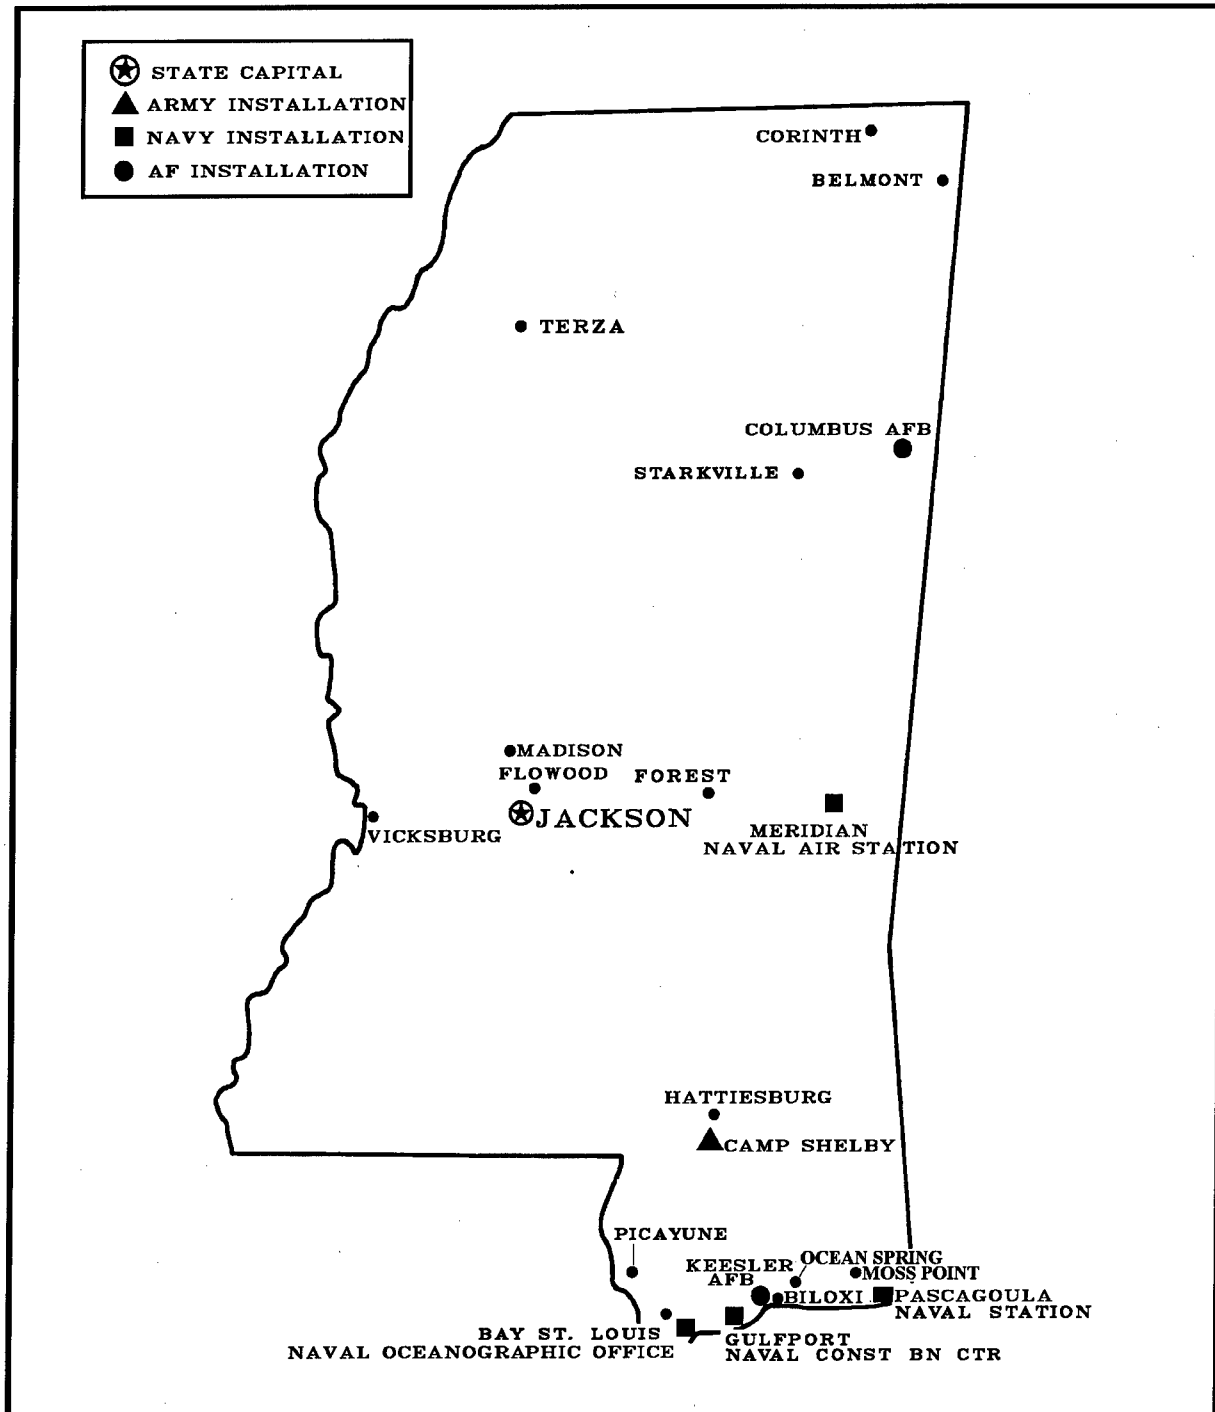 STATE CAPITAL
ARMY INSTALLATION
NAVY INSTALLATION
AF INSTALLATION
CORINTH
BELMONT
TERZA
COLUMBUS AFB
STARKVILLE
MADISON
FLOWOOD
FOREST
JACKSON
VICKSBURG
MERIDIAN
NAVAL AIR STATION
HATTIESBURG
CAMP SHELBY
PICAYUNE
KEESLER
AFB
OCEAN SPRING
MOSS POINT
BILOXI
PASCAGOULA
NAVAL STATION
BAY ST. LOUIS
NAVAL OCEANOGRAPHIC OFFICE
GULFPORT
NAVAL CONST BN CTR